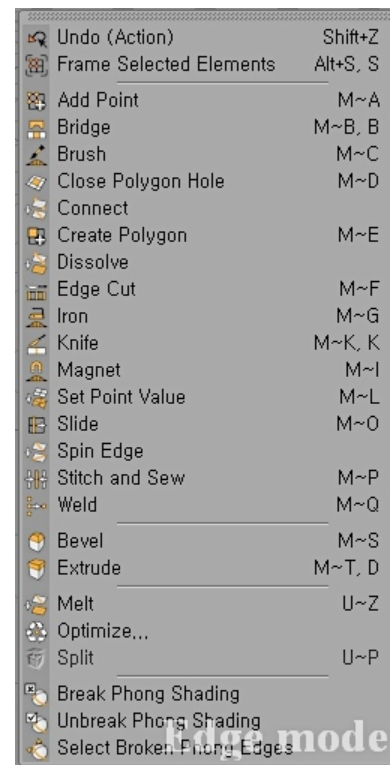 Undo (Action) Shift+Z
Frame Selected Elements Alt+S, S
Add Point M~A
Bridge M~B, B
Brush M~C
Close Polygon Hole M~D
Connect
Create Polygon M~E
Dissolve
Edge Cut M~F
Iron M~G
Knife M~K, K
Magnet M~I
Set Point Value M~L
Slide M~O
Spin Edge
Stitch and Sew M~P
Weld M~Q
Bevel M~S
Extrude M~T, D
Melt U~Z
Optimize...
Split U~P
Break Phong Shading
Unbreak Phong Shading
Select Broken Phong Edges
Edge mode